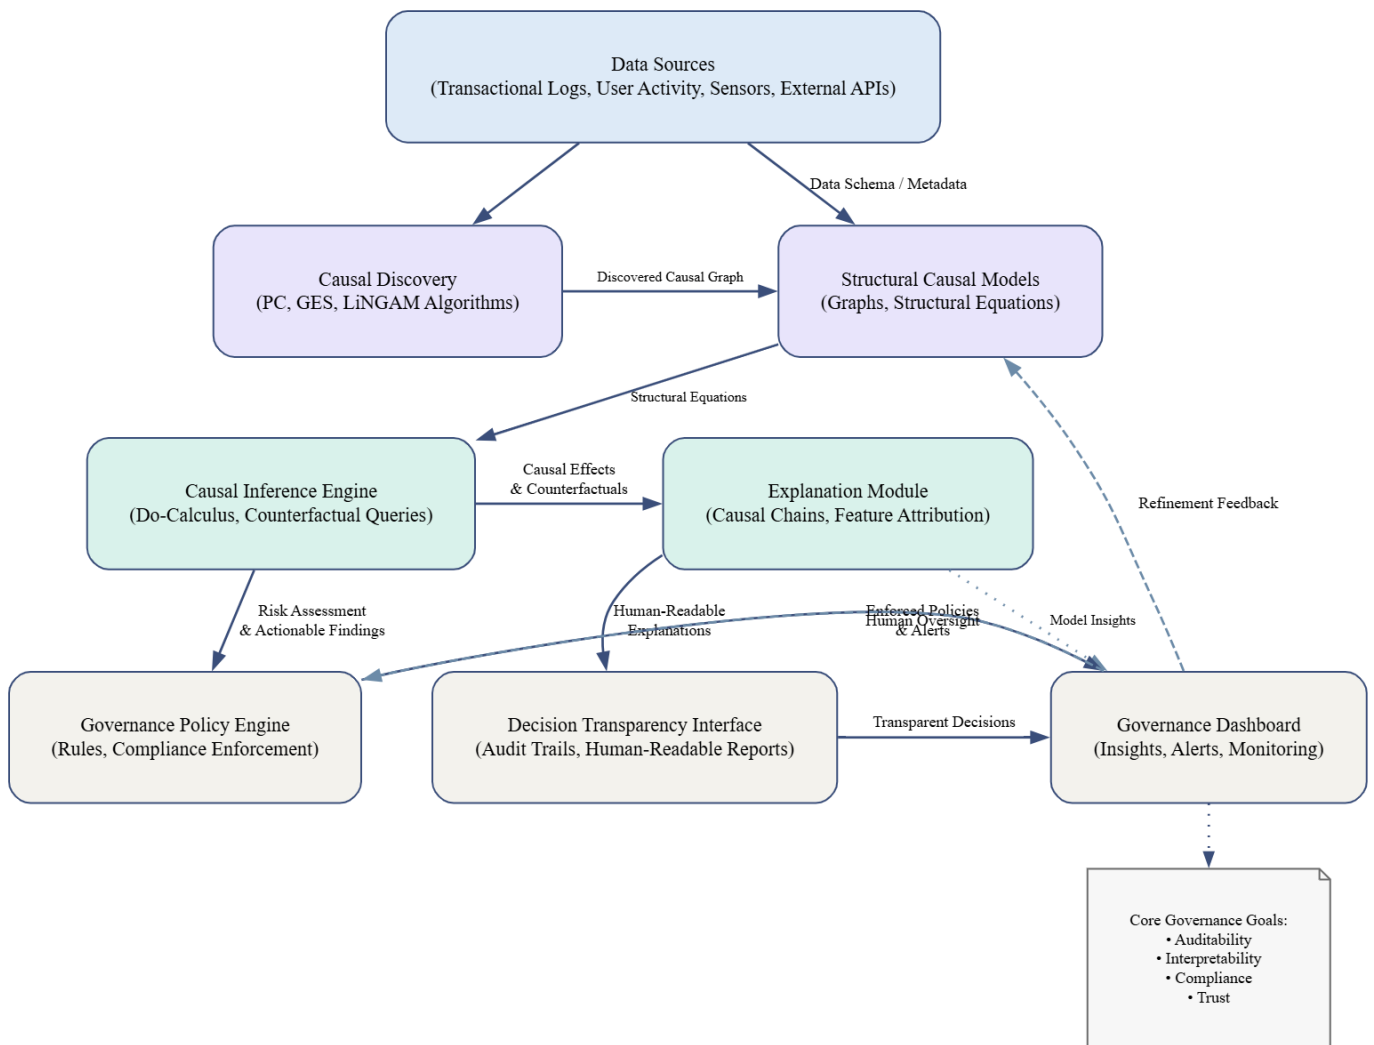 Data Sources
(Transactional Logs, User Activity, Sensors, External APIs)
Data Schema / Metadata
Causal Discovery
(PC, GES, LiNGAM Algorithms)
Discovered Causal Graph
Structural Causal Models
(Graphs, Structural Equations)
Structural Equations
Causal Inference Engine
(Do-Calculus, Counterfactual Queries)
Causal Effects
& Counterfactuals
Explanation Module
(Causal Chains, Feature Attribution)
Refinement Feedback
Risk Assessment
& Actionable Findings
Human-Readable
Explanations
Enforced Policies
& Alerts
Human Oversight
Model Insights
Governance Policy Engine
(Rules, Compliance Enforcement)
Decision Transparency Interface
(Audit Trails, Human-Readable Reports)
Transparent Decisions
Governance Dashboard
(Insights, Alerts, Monitoring)
Core Governance Goals:
• Auditability
• Interpretability
• Compliance
• Trust